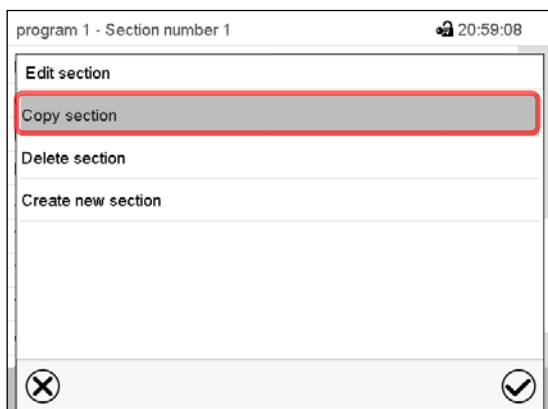 program 1 - Section number 1 20:59:08
Edit section
Copy section
Delete section
Create new section